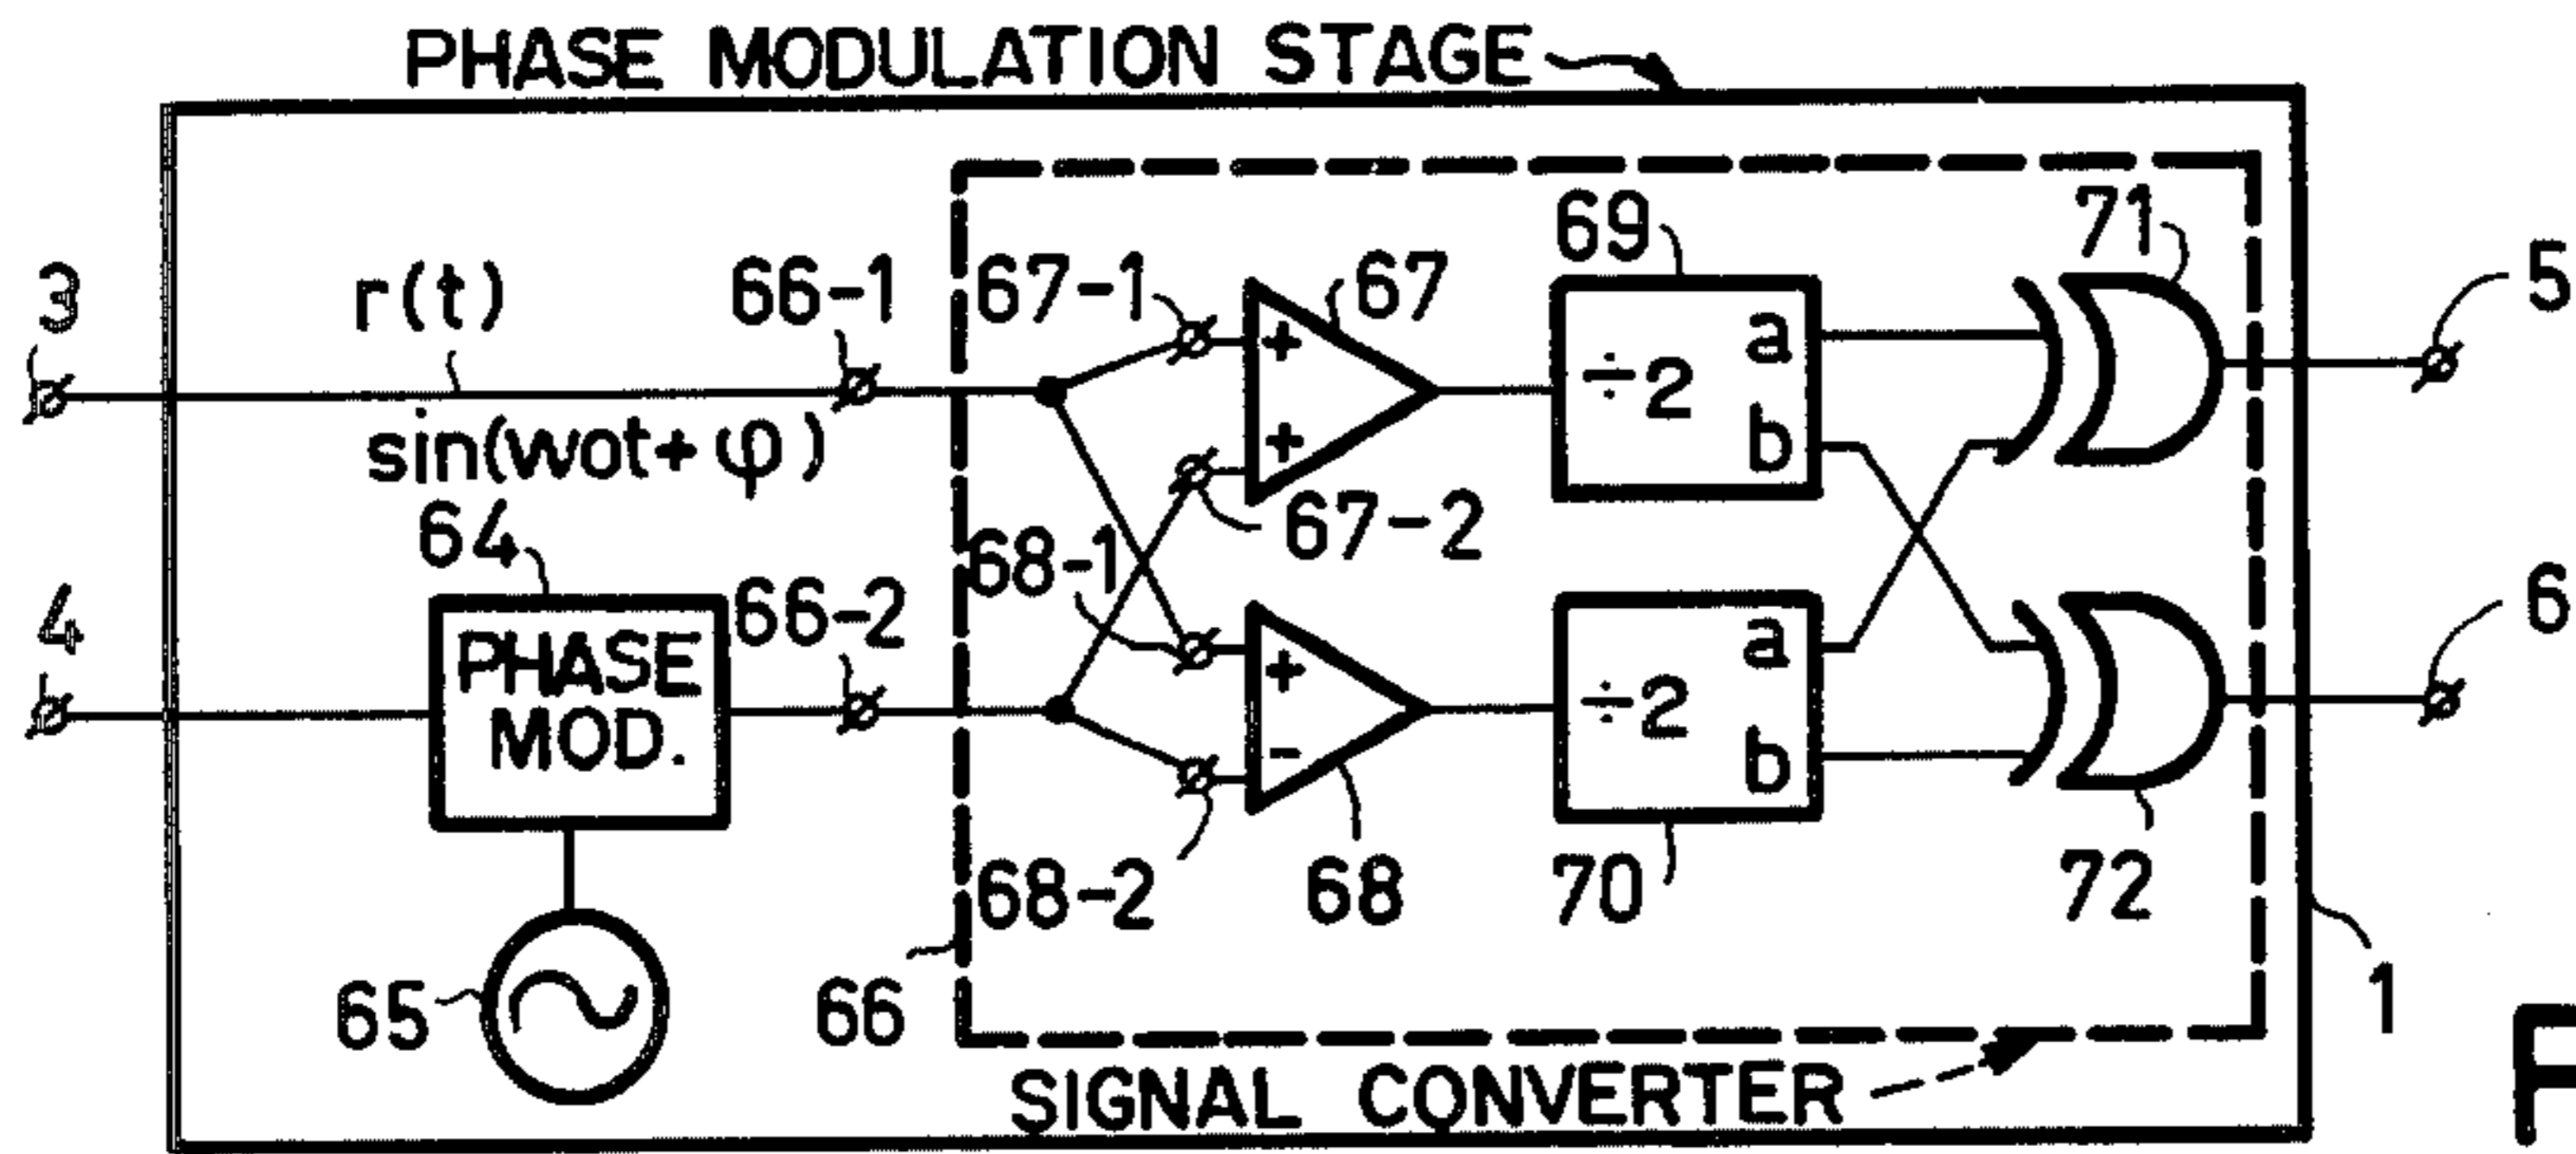 PHASE MODULATION STAGE
3
r(t)
sin(wot+ φ)
66-1
67-1
67
+
+
67-2
69
÷2
a
b
71
5
4
64
PHASE
MOD.
66-2
68-1
+
-
68-2
68
÷2
a
b
70
72
6
65
66
1
SIGNAL CONVERTER